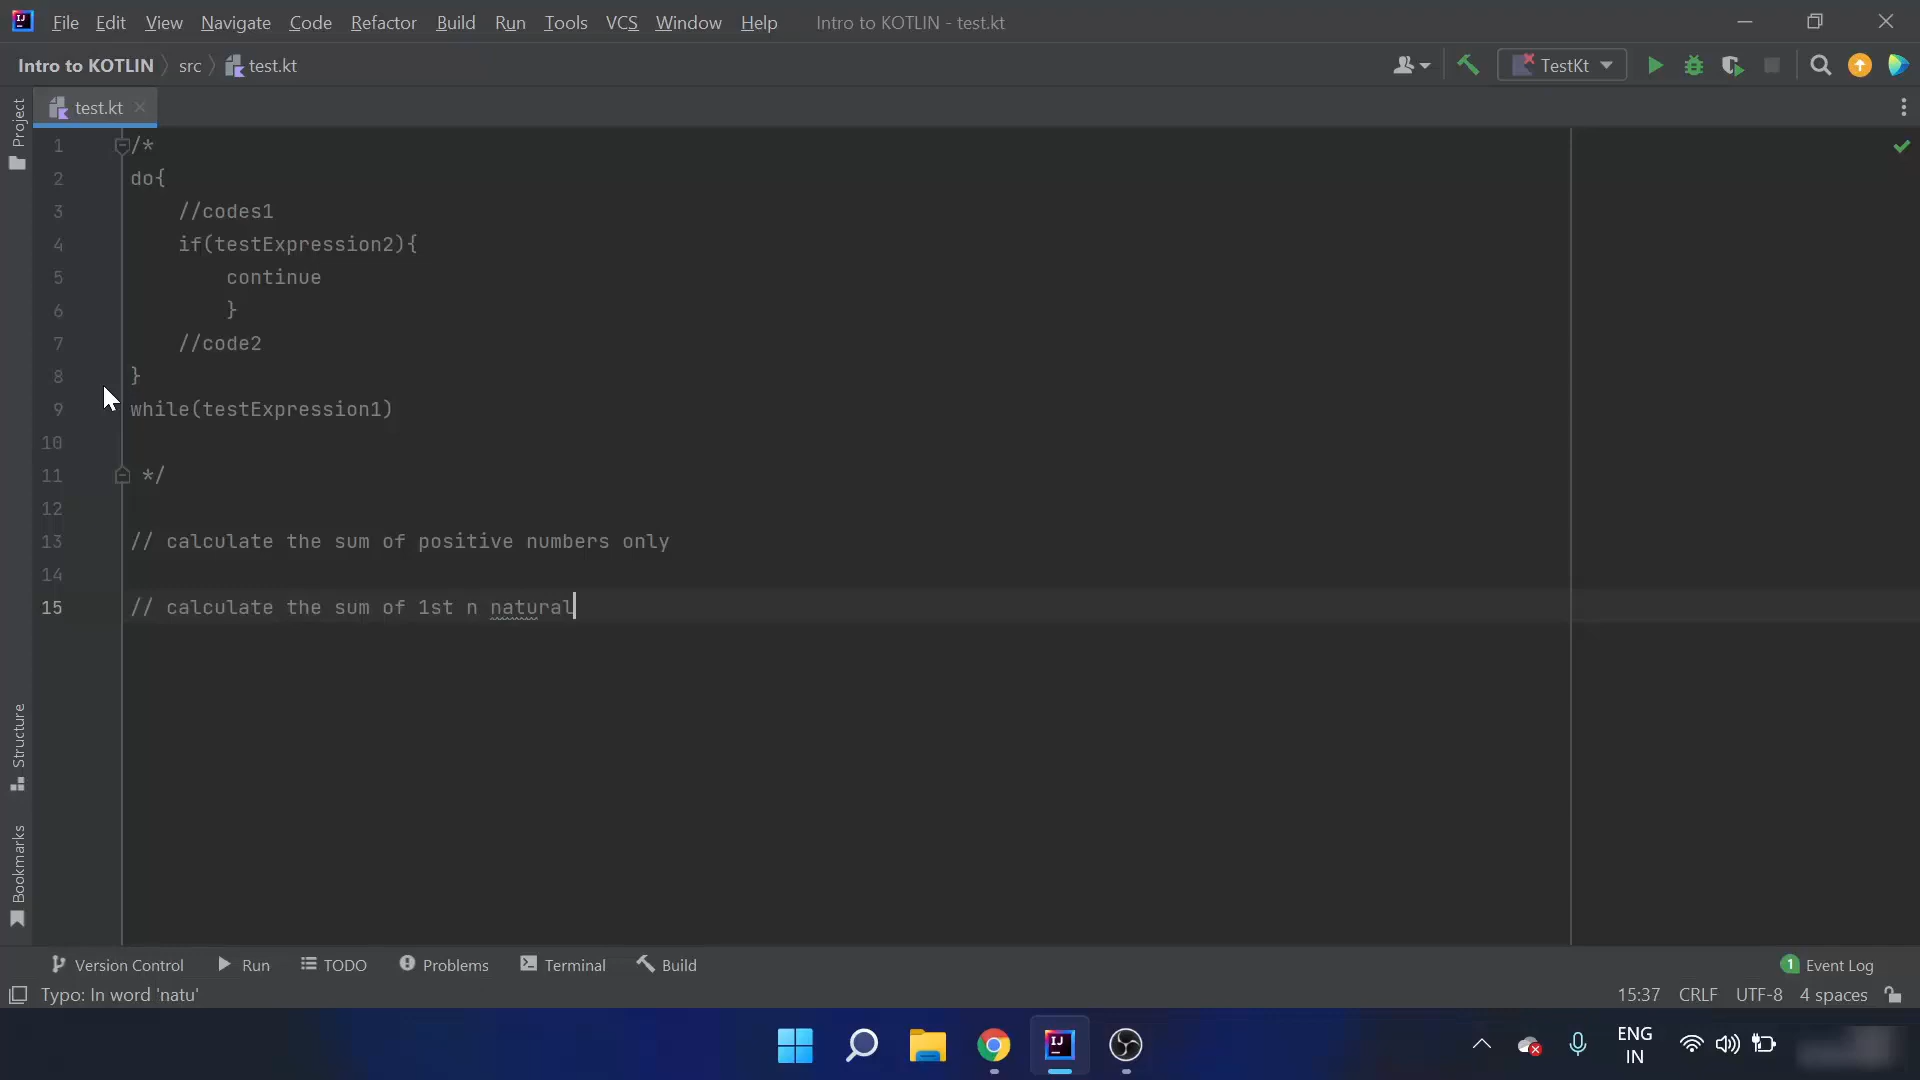 File Edit View Navigate Code Refactor Build Run Tools VCS Window Help Intro to KOTLIN - test.kt
Intro to KOTLIN src test.kt TestKt
test.kt
Project
1 /*
2 do{
3 //codes1
4 if(testExpression2){
5 continue
6 }
7 //code2
8 }
9 while(testExpression1)
10
11 */
12
13 // calculate the sum of positive numbers only
14
15 // calculate the sum of 1st n natural
Structure
Bookmarks
Version Control Run TODO Problems Terminal Build 1 Event Log
Typo: In word 'natu' 15:37 CRLF UTF-8 4 spaces
IJ
ENG
IN